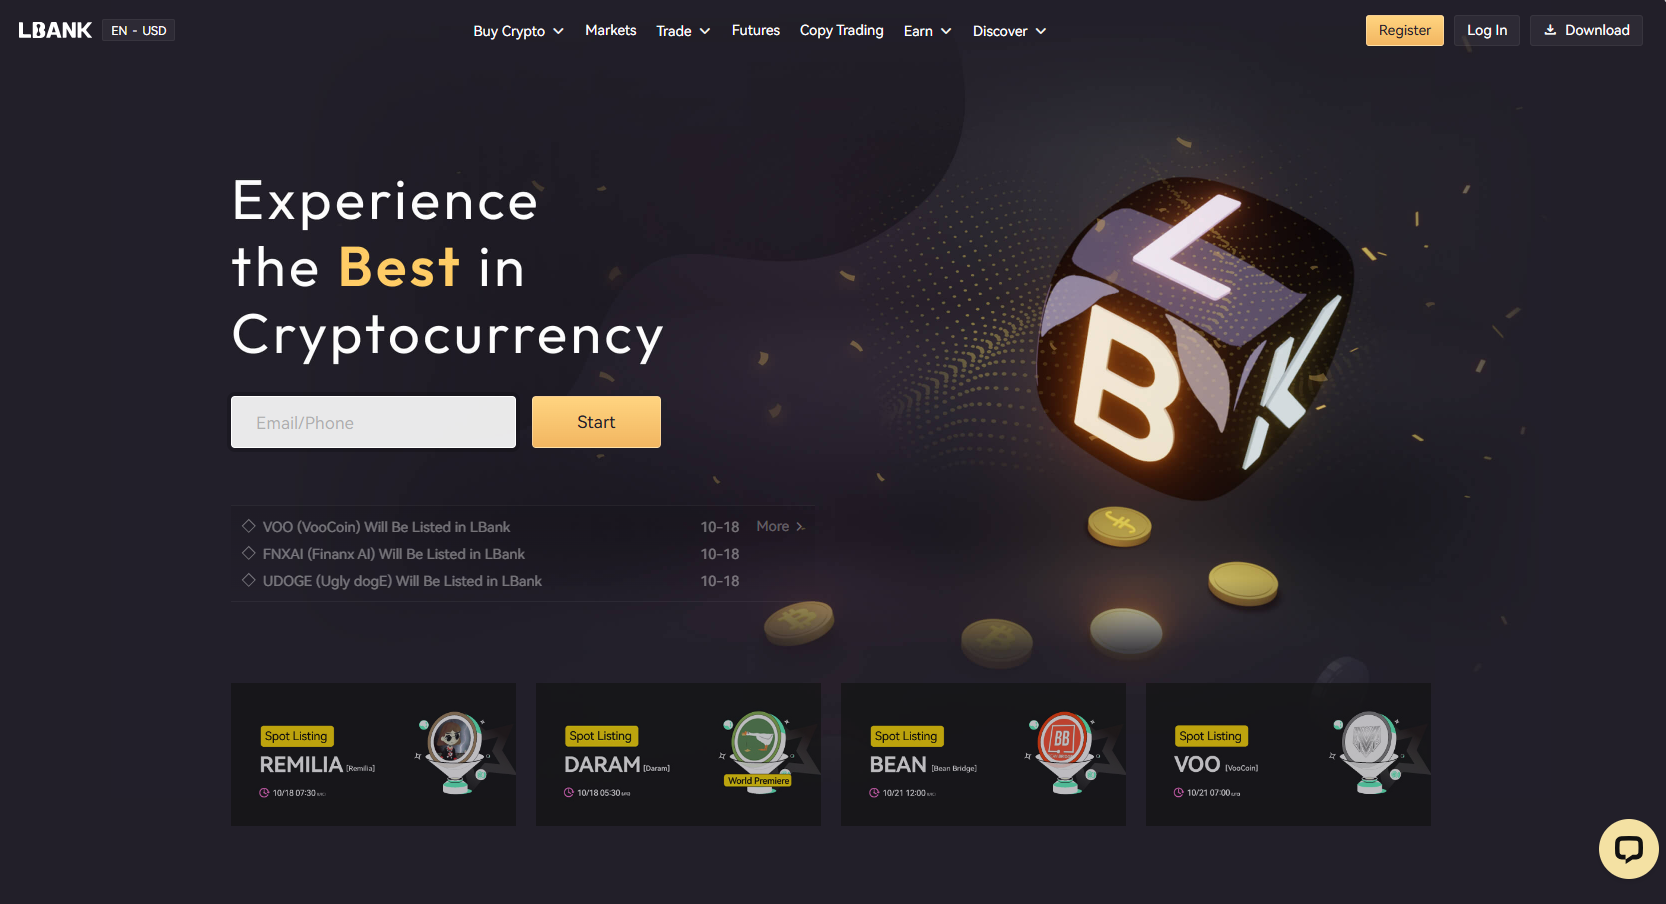 LBANK
EN - USD
Buy Crypto
Markets
Trade
Futures
Copy Trading
Earn
Discover
Register
Log In
Download
Experience
the Best in
Cryptocurrency
Email/Phone
Start
VOO (VooCoin) Will Be Listed in LBank 10-18 More
FNXAI (Finanx AI) Will Be Listed in LBank 10-18
UDOGE (Ugly dogE) Will Be Listed in LBank 10-18
L
B
K
Spot Listing
REMILIA [Remilia]
10/18 07:30
Spot Listing
DARAM [Daram]
World Premiere
10/18 05:30
Spot Listing
BEAN [Bean Bridge]
BB
10/21 12:00
Spot Listing
VOO [VooCoin]
10/21 07:00